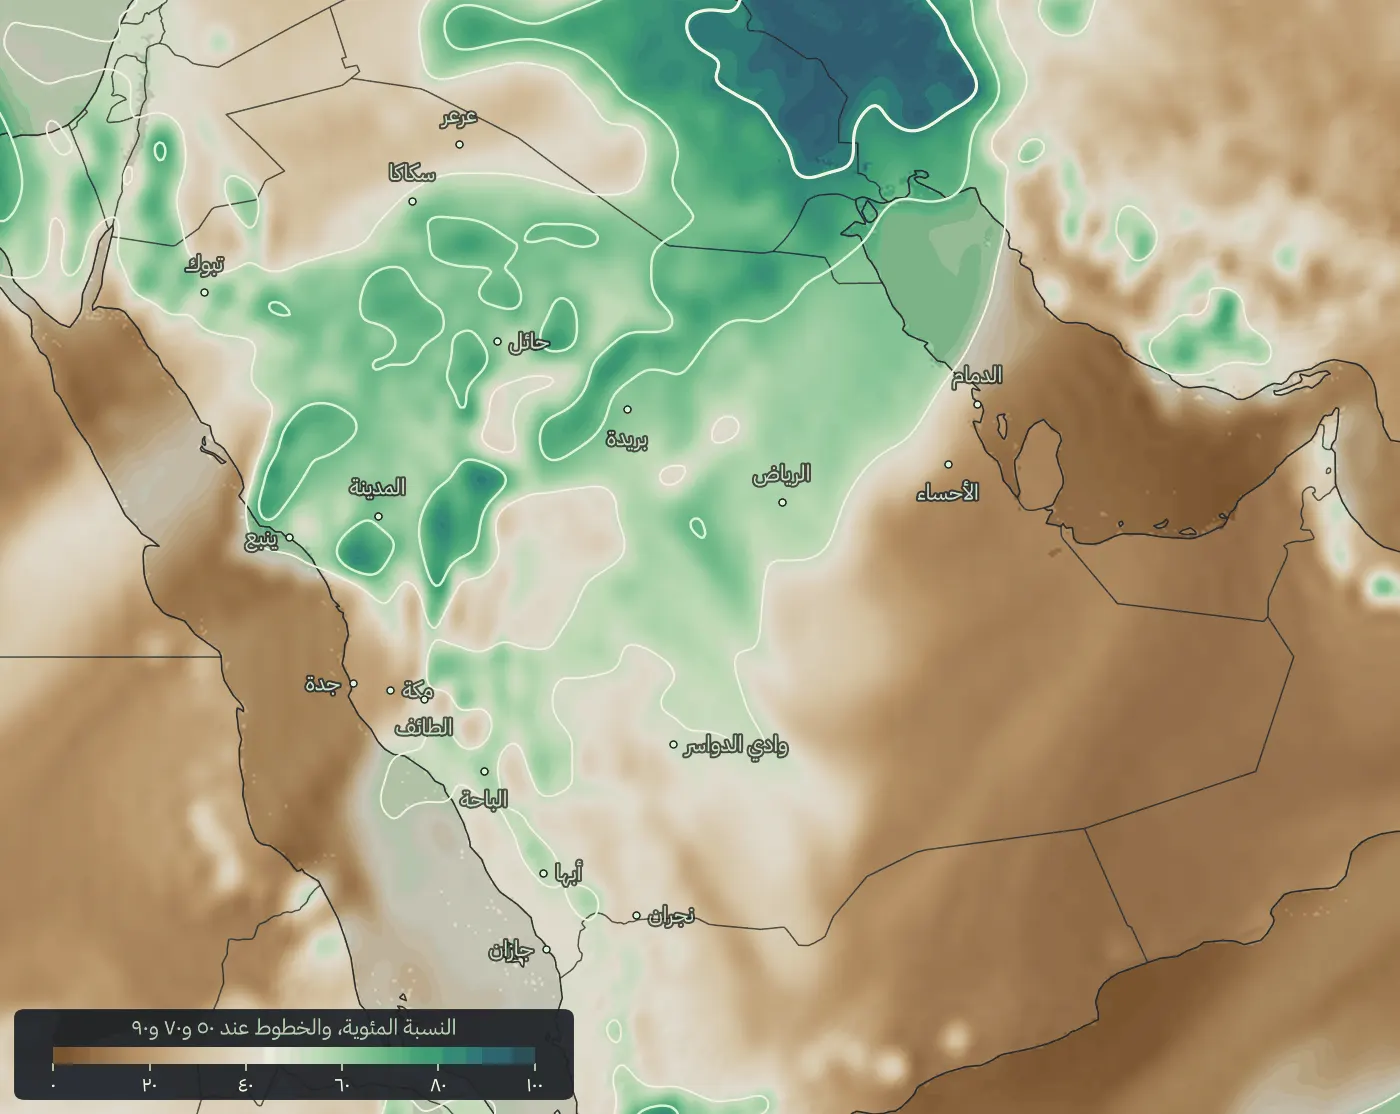 عرعر
سكاكا
تبوك
حائل
الدمام
بريدة
الرياض
المدينة
الأحساء
ينبع
جدة
مكة
الطائف
وادي الدواسر
الباحة
أبها
نجران
جازان
النسبة المئوية، والخطوط عند ٥٠ و٧٠ و٩٠
٠ ٢٠ ٤٠ ٦٠ ٨٠ ١٠٠